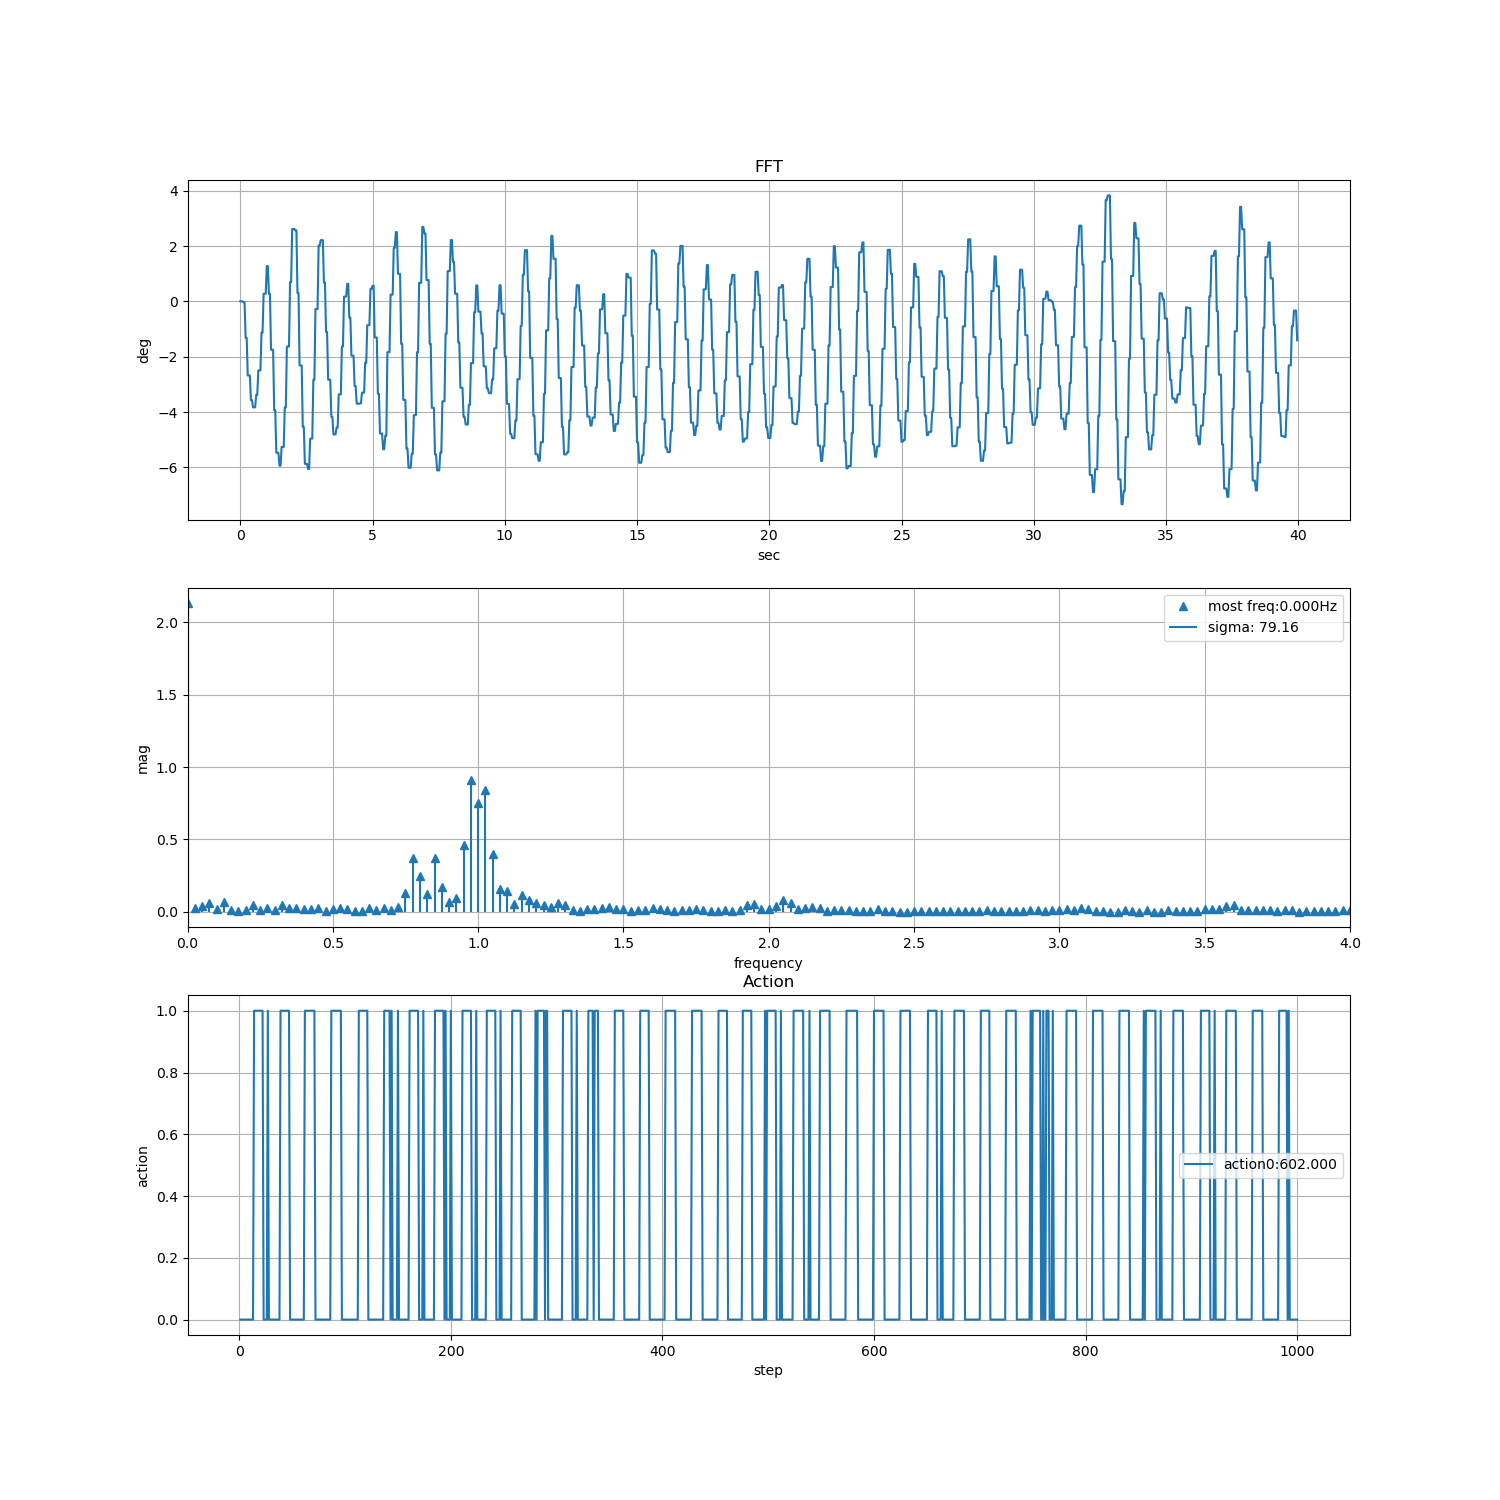 FFT
4
2
0
−2
−4
−6
deg
0 5 10 15 20 25 30 35 40
sec
most freq:0.000Hz
sigma: 79.16
2.0
1.5
1.0
0.5
0.0
mag
0.0 0.5 1.0 1.5 2.0 2.5 3.0 3.5 4.0
frequency
Action
1.0
0.8
0.6
0.4
0.2
0.0
action
action0:602.000
0 200 400 600 800 1000
step